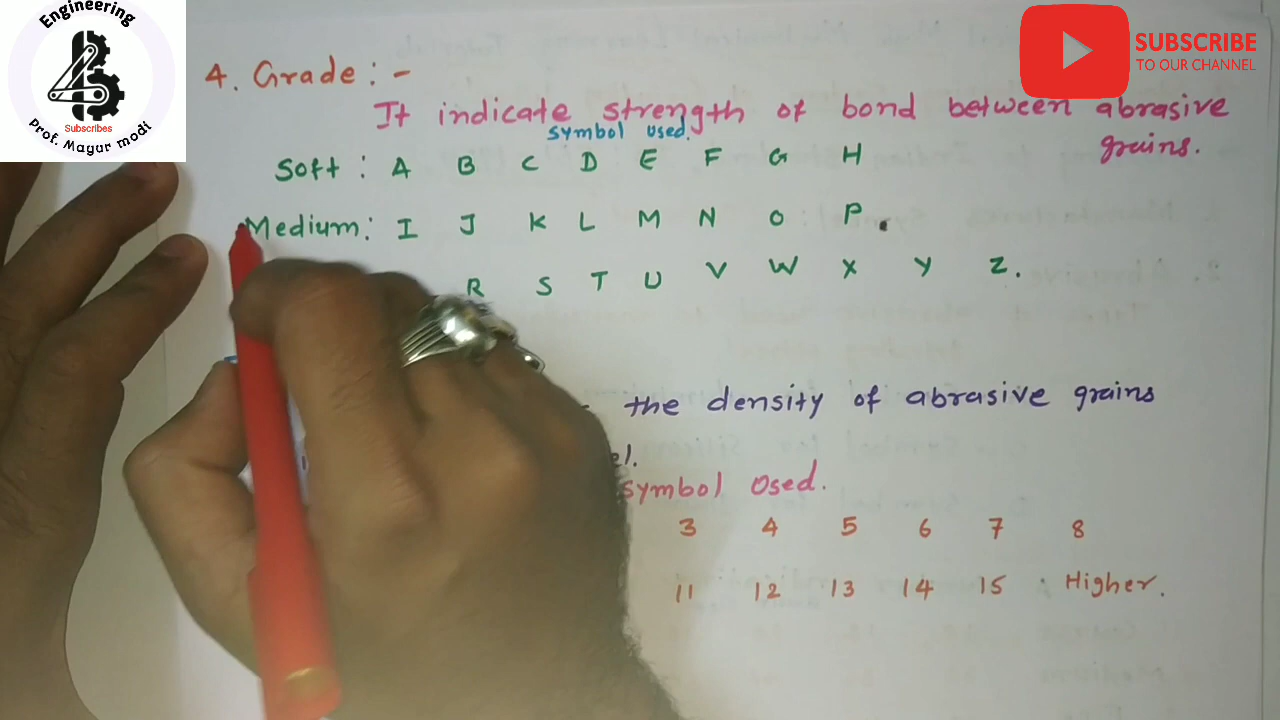 Engineering
Subscribes
Prof. Mayur modi
SUBSCRIBE
TO OUR CHANNEL
4. Grade: -
It indicate strength of bond between abrasive
grains.
symbol used.
Soft : A B C D E F G H
Medium: I J K L M N O P.
R S T U V W X Y Z.
the density of abrasive grains
symbol Used.
3 4 5 6 7 8
11 12 13 14 15 Higher.